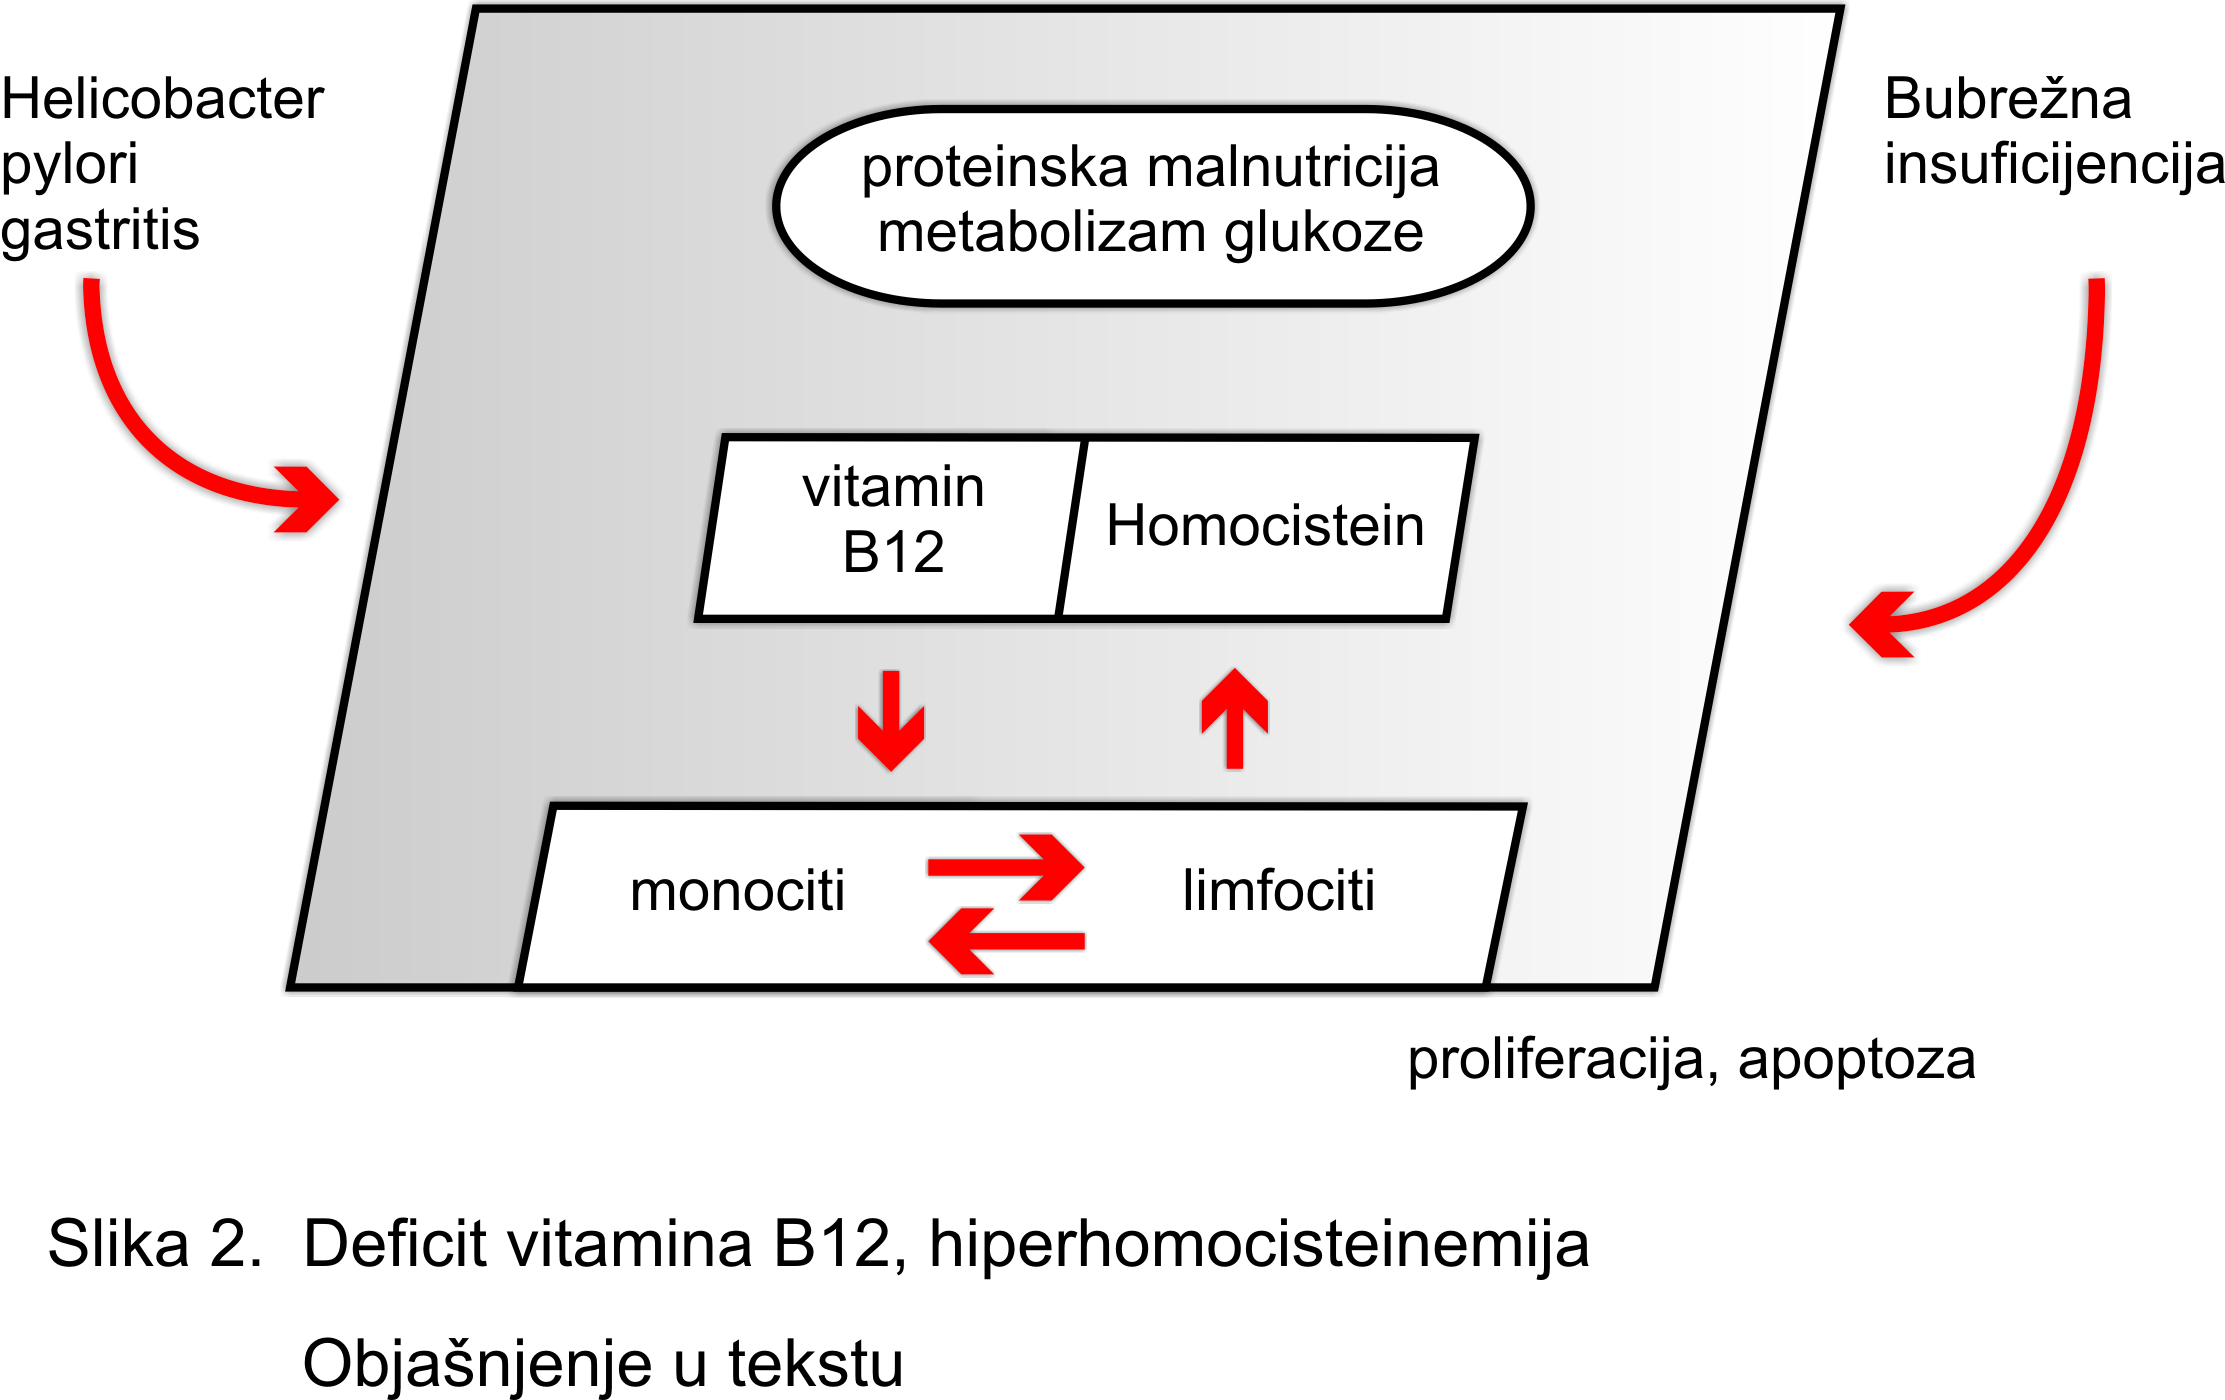 Helicobacter
pylori
gastritis
Bubrežna
insuficijencija
proteinska malnutricija
metabolizam glukoze
vitamin
B12
Homocistein
monociti
limfociti
proliferacija, apoptoza
Slika 2. Deficit vitamina B12, hiperhomocisteinemija
Objašnjenje u tekstu